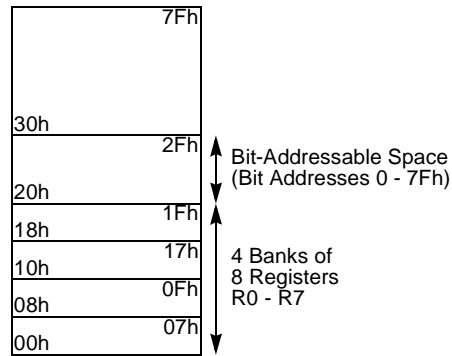 7Fh
30h
2Fh
Bit-Addressable Space
(Bit Addresses 0 - 7Fh)
20h
1Fh
18h
17h
4 Banks of
8 Registers
R0 - R7
10h
0Fh
08h
07h
00h